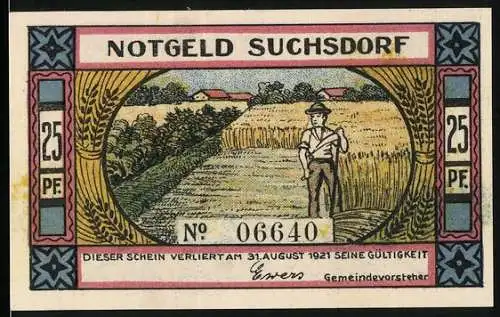 NOTGELD SUCHSDORF
25 PF.
25 PF.
Nº 06640
DIESER SCHEIN VERLIERT AM 31. AUGUST 1921 SEINE GÜLTIGKEIT
Ewers
Gemeindevorsteher